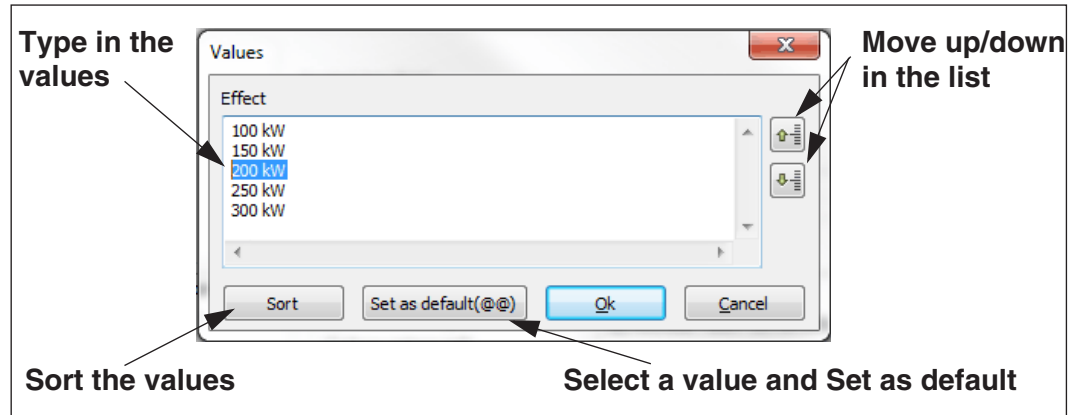 Type in the
values
Values
x
Move up/down
in the list
Effect
100 kW
150 kW
200 kW
250 kW
300 kW
Sort
Set as default(@@)
Ok
Cancel
Sort the values
Select a value and Set as default